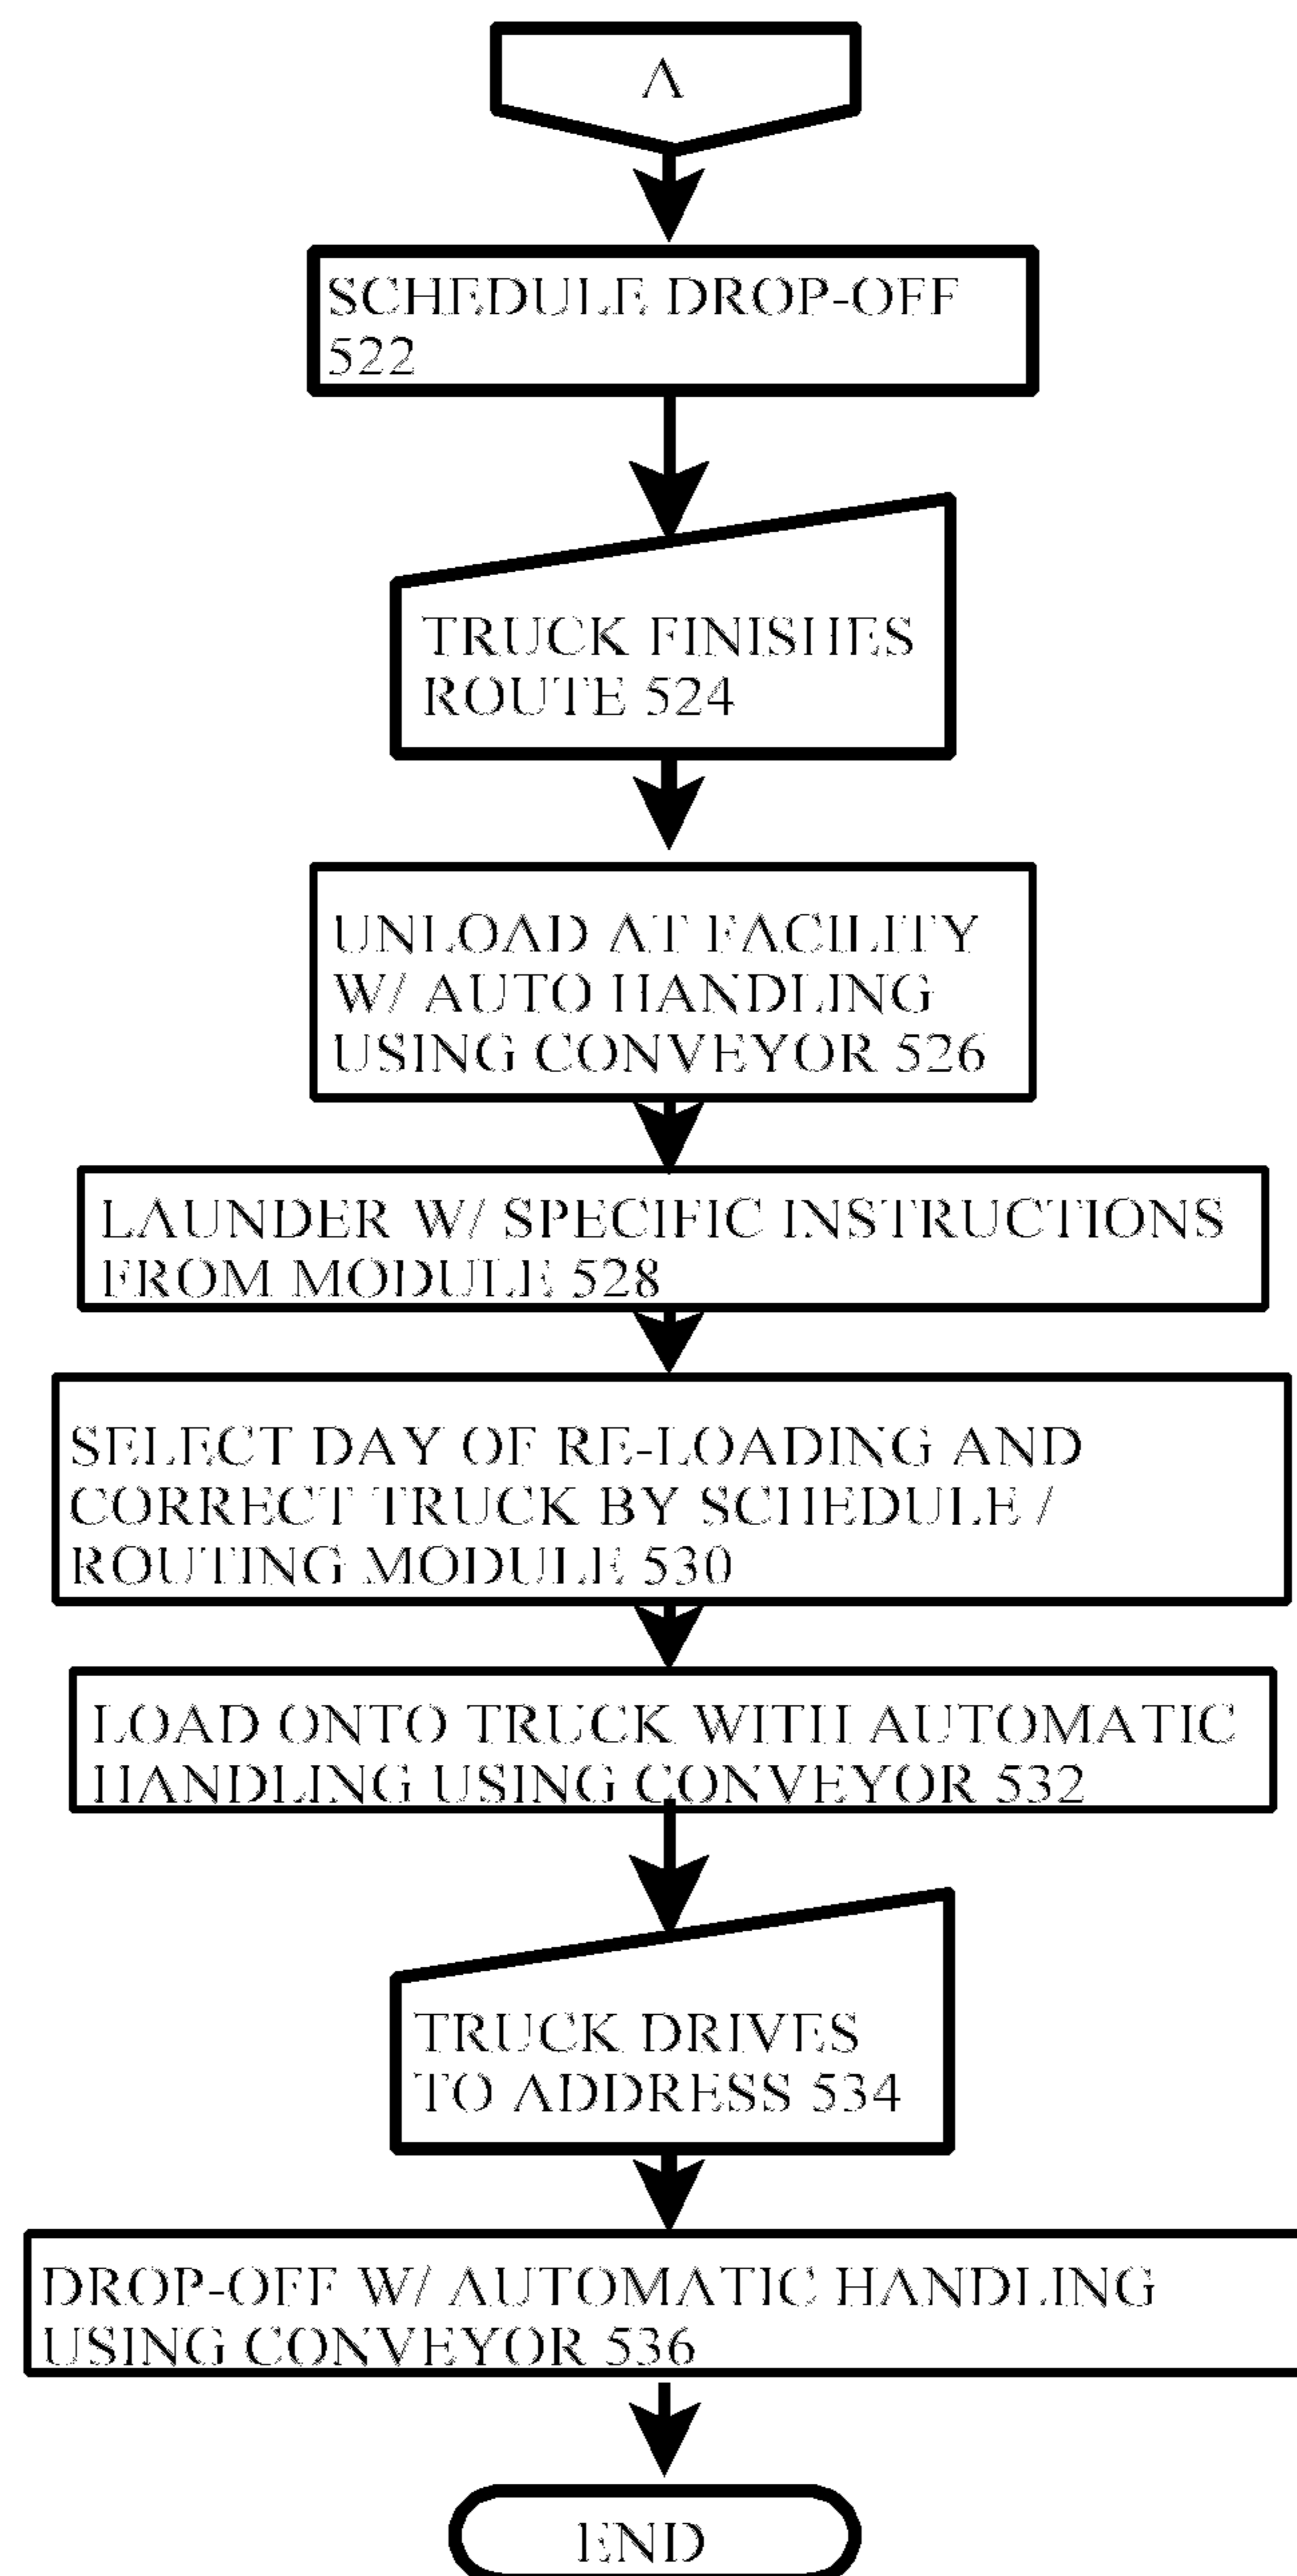 A
SCHEDULE DROP-OFF
522
TRUCK FINISHES
ROUTE 524
UNLOAD AT FACILITY
W/ AUTO HANDLING
USING CONVEYOR 526
LAUNDER W/ SPECIFIC INSTRUCTIONS
FROM MODULE 528
SELECT DAY OF RE-LOADING AND
CORRECT TRUCK BY SCHEDULE /
ROUTING MODULE 530
LOAD ONTO TRUCK WITH AUTOMATIC
HANDLING USING CONVEYOR 532
TRUCK DRIVES
TO ADDRESS 534
DROP-OFF W/ AUTOMATIC HANDLING
USING CONVEYOR 536
END